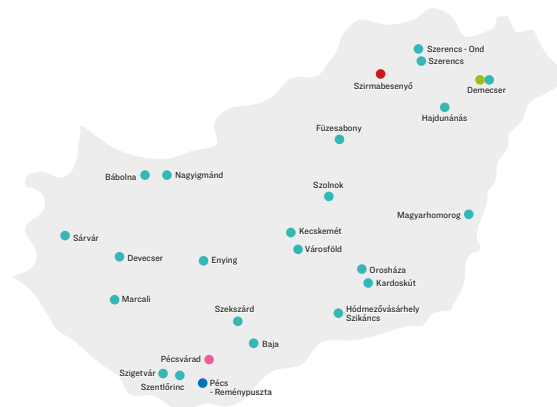 Szerencs - Ond
Szerencs
Szirmabesenyő
Demecser
Hajdunánás
Füzesabony
Bábolna
Nagyigmánd
Szolnok
Magyarhomorog
Kecskemét
Sárvár
Városföld
Devecser
Enying
Orosháza
Kardoskút
Marcali
Szekszárd
Hódmezővásárhely
Szikáncs
Baja
Pécsvárad
Szigetvár
Szentlőrinc
Pécs
- Reménypuszta